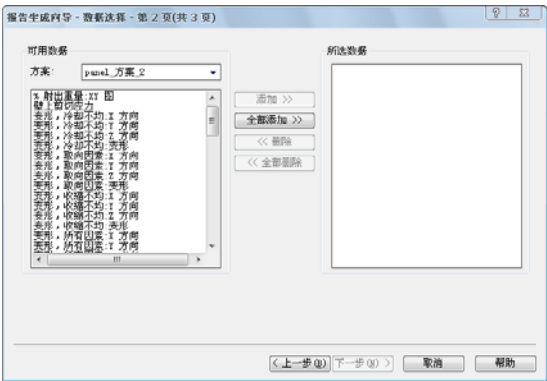 报告生成向导 - 数据选择 - 第 2 页(共 3 页)
可用数据
所选数据
方案:
panel_方案_2
% 射出重量:XY 图
壁上剪切应力
变形，冷却不均:X 方向
变形，冷却不均:Y 方向
变形，冷却不均:Z 方向
变形，冷却不均:变形
变形，取向因素:X 方向
变形，取向因素:Y 方向
变形，取向因素:Z 方向
变形，取向因素:变形
变形，收缩不均:X 方向
变形，收缩不均:Y 方向
变形，收缩不均:Z 方向
变形，收缩不均:变形
变形，所有因素:X 方向
变形，所有因素:Y 方向
添加 >>
全部添加 >>
<< 删除
<< 全部删除
< 上一步(B)
下一步(N) >
取消
帮助